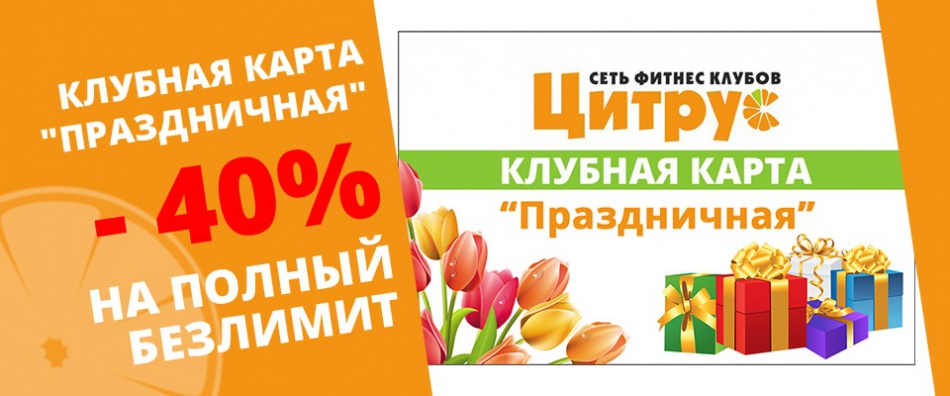 КЛУБНАЯ КАРТА
"ПРАЗДНИЧНАЯ"
- 40%
НА ПОЛНЫЙ
БЕЗЛИМИТ
СЕТЬ ФИТНЕС КЛУБОВ
Цитрус
КЛУБНАЯ КАРТА
“Праздничная”